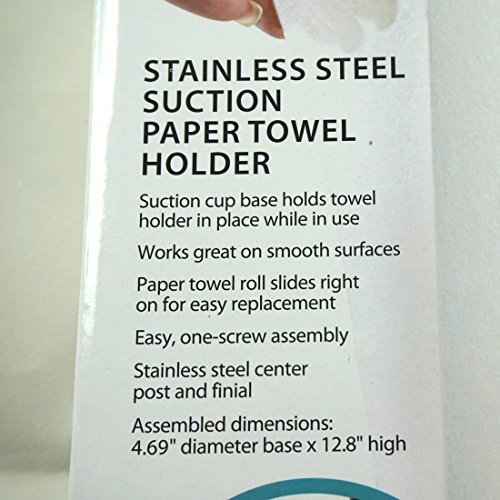 STAINLESS STEEL
SUCTION
PAPER TOWEL
HOLDER
Suction cup base holds towel
holder in place while in use
Works great on smooth surfaces
Paper towel roll slides right
on for easy replacement
Easy, one-screw assembly
Stainless steel center
post and finial
Assembled dimensions:
4.69" diameter base x 12.8" high